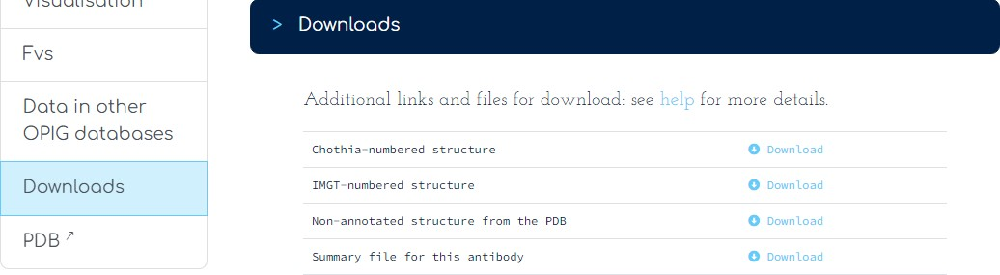 Visualisation
Fvs
Data in other
OPIG databases
Downloads
PDB ↗
> Downloads
Additional links and files for download: see help for more details.
Chothia-numbered structure Download
IMGT-numbered structure Download
Non-annotated structure from the PDB Download
Summary file for this antibody Download